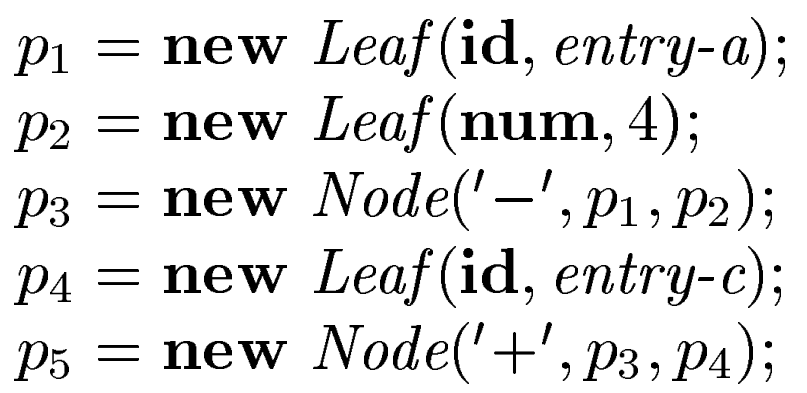 p₁ = new Leaf(id, entry-a);
p₂ = new Leaf(num, 4);
p₃ = new Node('−', p₁, p₂);
p₄ = new Leaf(id, entry-c);
p₅ = new Node('+', p₃, p₄);